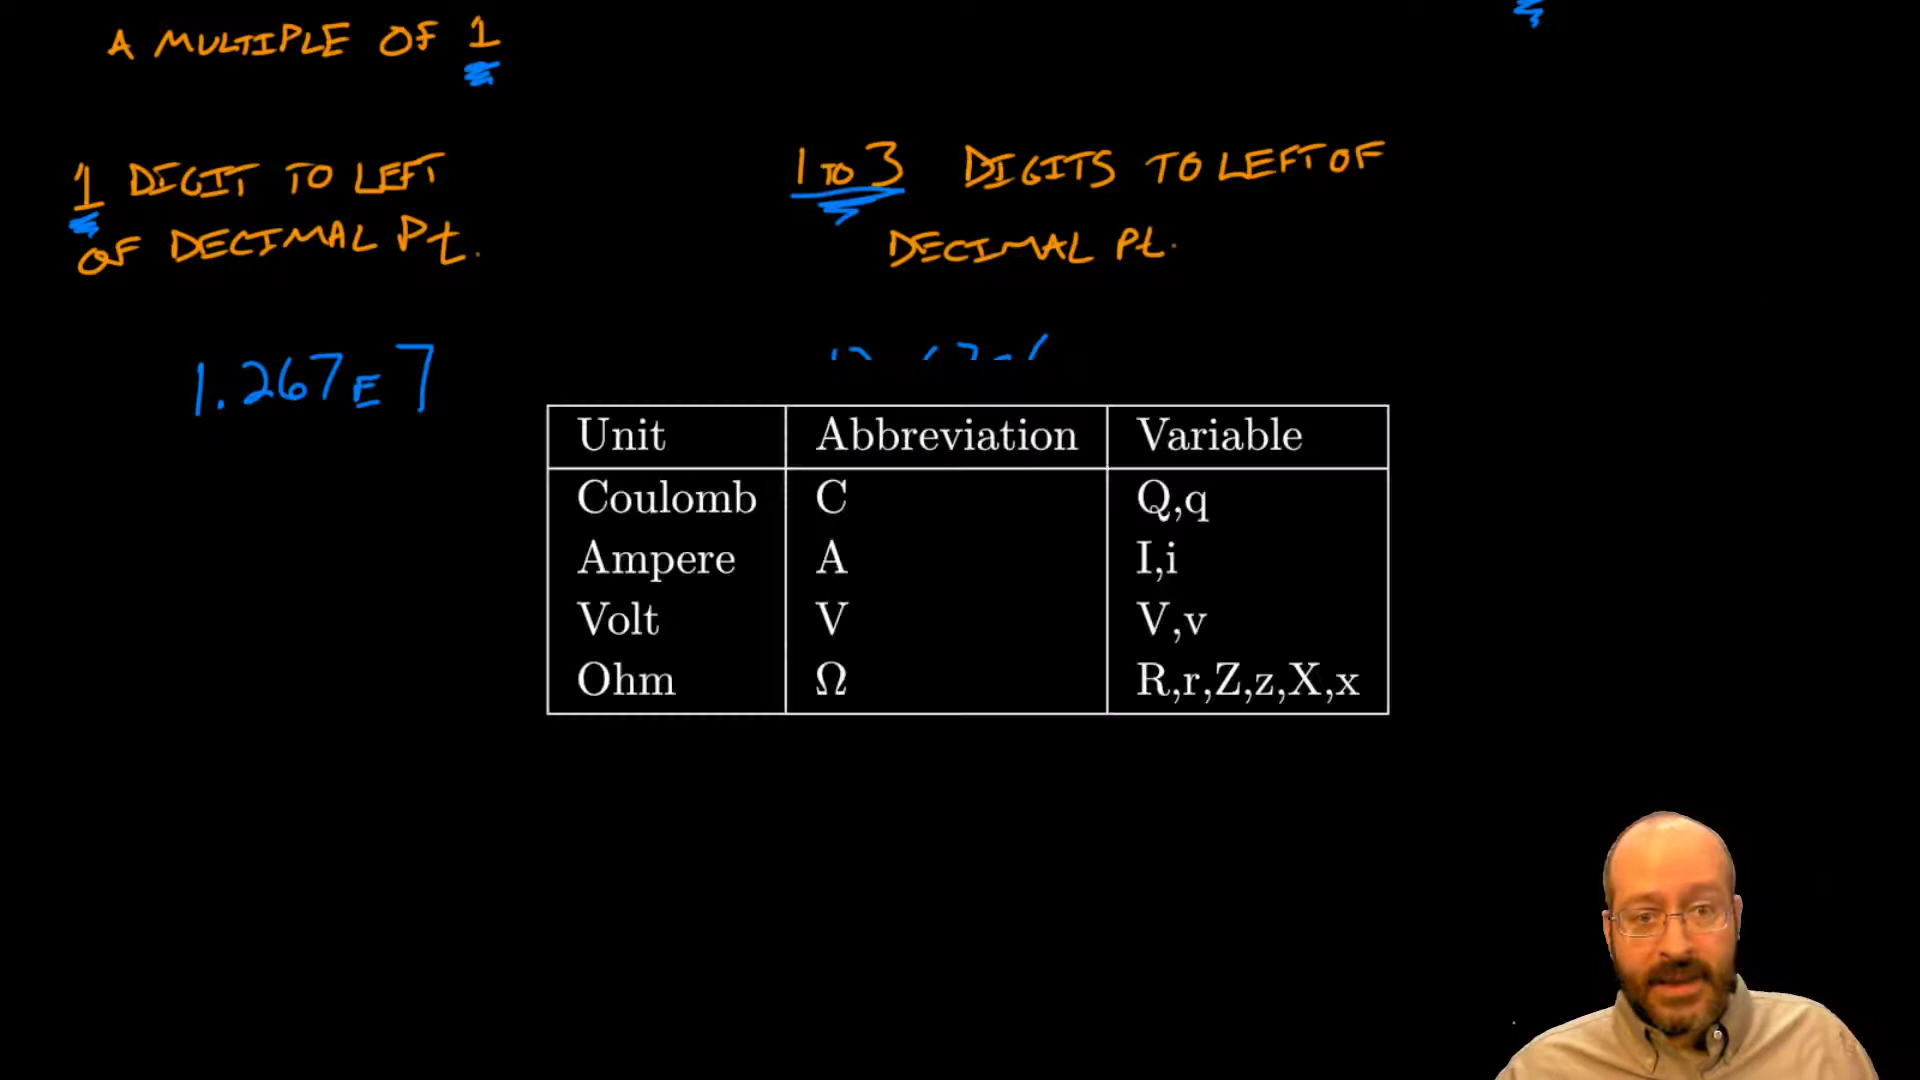 A MULTIPLE OF 1
1 DIGIT TO LEFT
OF DECIMAL Pt.
1 TO 3 DIGITS TO LEFT OF
DECIMAL Pt.
1.267E7
Unit Abbreviation Variable
Coulomb C Q,q
Ampere A I,i
Volt V V,v
Ohm Ω R,r,Z,z,X,x